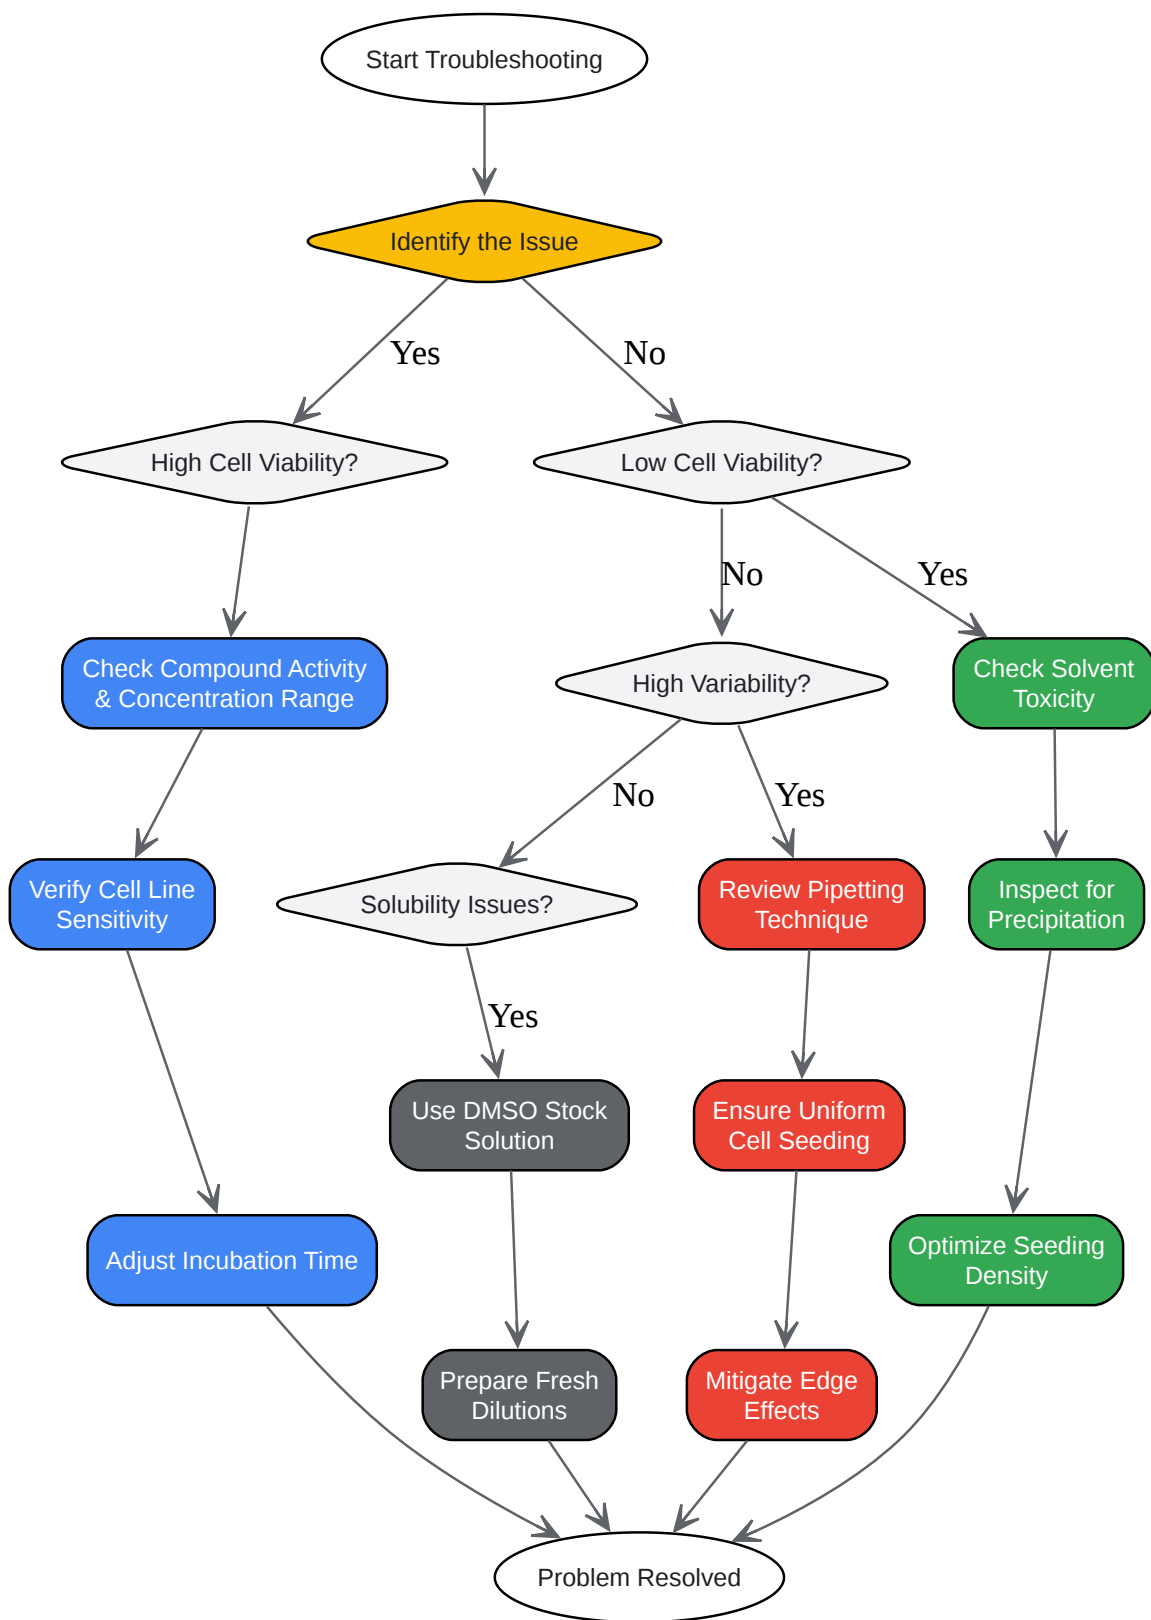 Start Troubleshooting
Identify the Issue
Yes
No
High Cell Viability?
Low Cell Viability?
No
Yes
Check Compound Activity
& Concentration Range
High Variability?
Check Solvent
Toxicity
No
Yes
Verify Cell Line
Sensitivity
Solubility Issues?
Review Pipetting
Technique
Inspect for
Precipitation
Yes
Use DMSO Stock
Solution
Ensure Uniform
Cell Seeding
Adjust Incubation Time
Optimize Seeding
Density
Prepare Fresh
Dilutions
Mitigate Edge
Effects
Problem Resolved